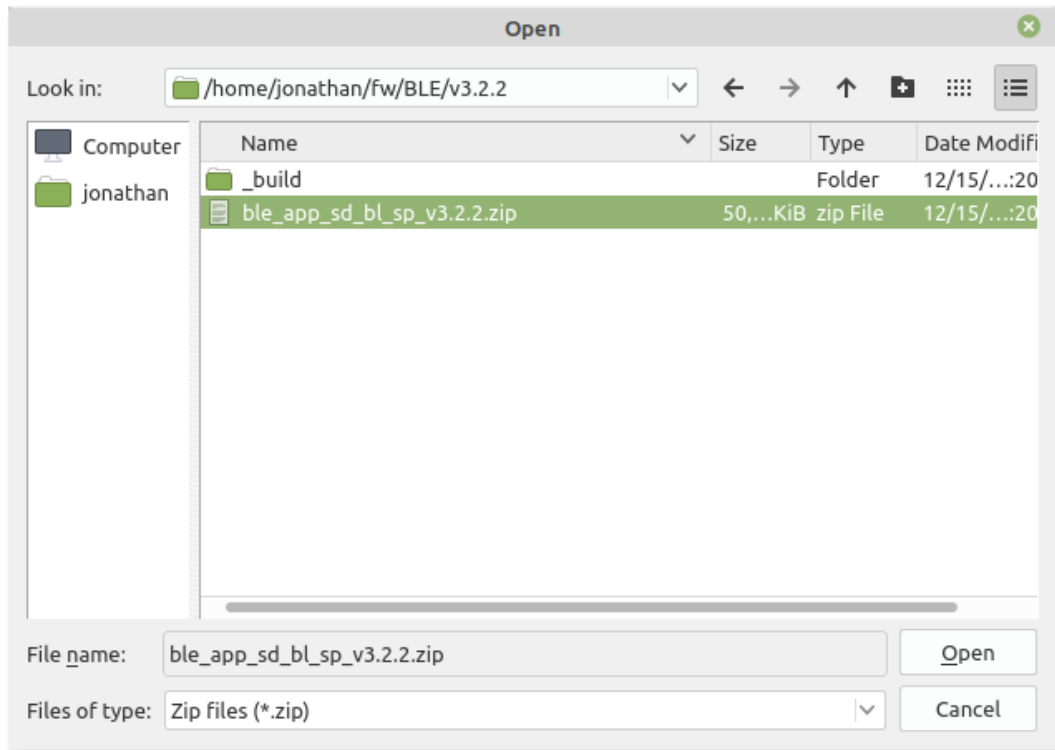 Open
Look in: /home/jonathan/fw/BLE/v3.2.2
Computer
jonathan
Name Size Type Date Modifi
_build Folder 12/15/…:20
ble_app_sd_bl_sp_v3.2.2.zip 50,…KiB zip File 12/15/…:20
File name: ble_app_sd_bl_sp_v3.2.2.zip Open
Files of type: Zip files (*.zip) Cancel